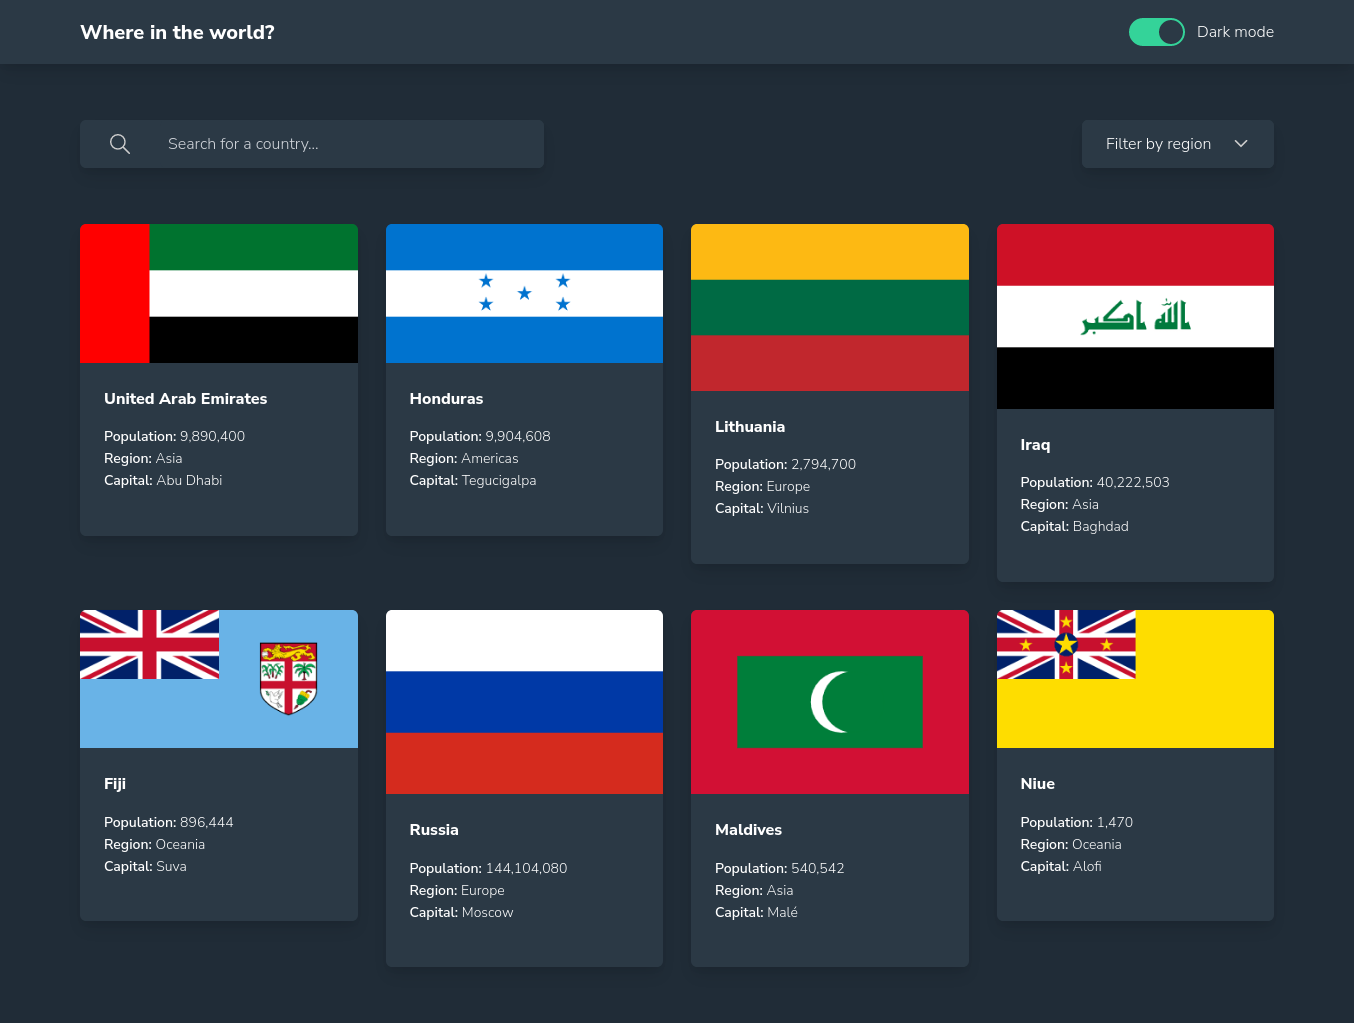 Where in the world?
Dark mode
Search for a country...
Filter by region
United Arab Emirates
Population: 9,890,400
Region: Asia
Capital: Abu Dhabi
Honduras
Population: 9,904,608
Region: Americas
Capital: Tegucigalpa
Lithuania
Population: 2,794,700
Region: Europe
Capital: Vilnius
الله اكبر
Iraq
Population: 40,222,503
Region: Asia
Capital: Baghdad
Fiji
Population: 896,444
Region: Oceania
Capital: Suva
Russia
Population: 144,104,080
Region: Europe
Capital: Moscow
Maldives
Population: 540,542
Region: Asia
Capital: Malé
Niue
Population: 1,470
Region: Oceania
Capital: Alofi